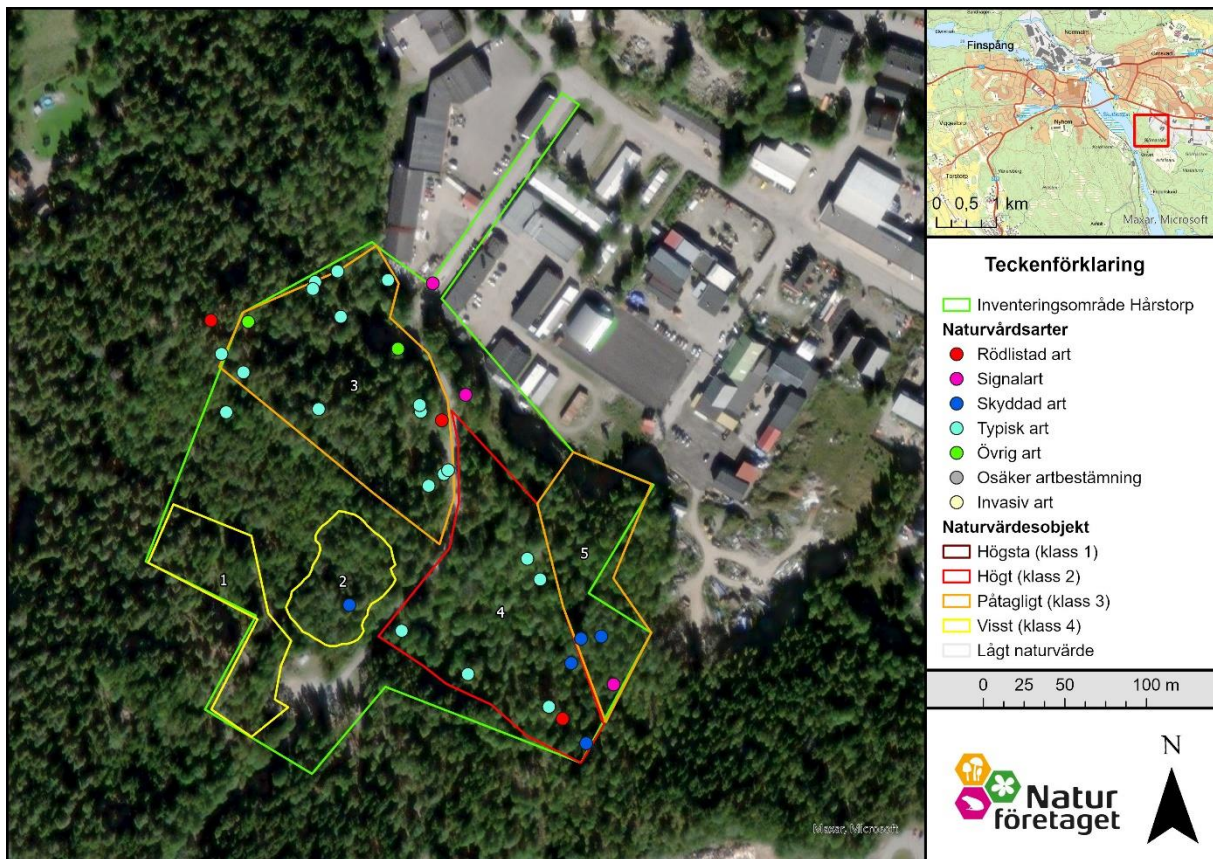 3
1
2
4
5
Maxar, Microsoft
Finspång
Nyhem
0 0,5 1 km
Maxar, Microsoft
Teckenförklaring
Inventeringsområde Hårstorp
Naturvårdsarter
Rödlistad art
Signalart
Skyddad art
Typisk art
Övrig art
Osäker artbestämning
Invasiv art
Naturvärdesobjekt
Högsta (klass 1)
Högt (klass 2)
Påtagligt (klass 3)
Visst (klass 4)
Lågt naturvärde
0 25 50 100 m
Natur
företaget
N